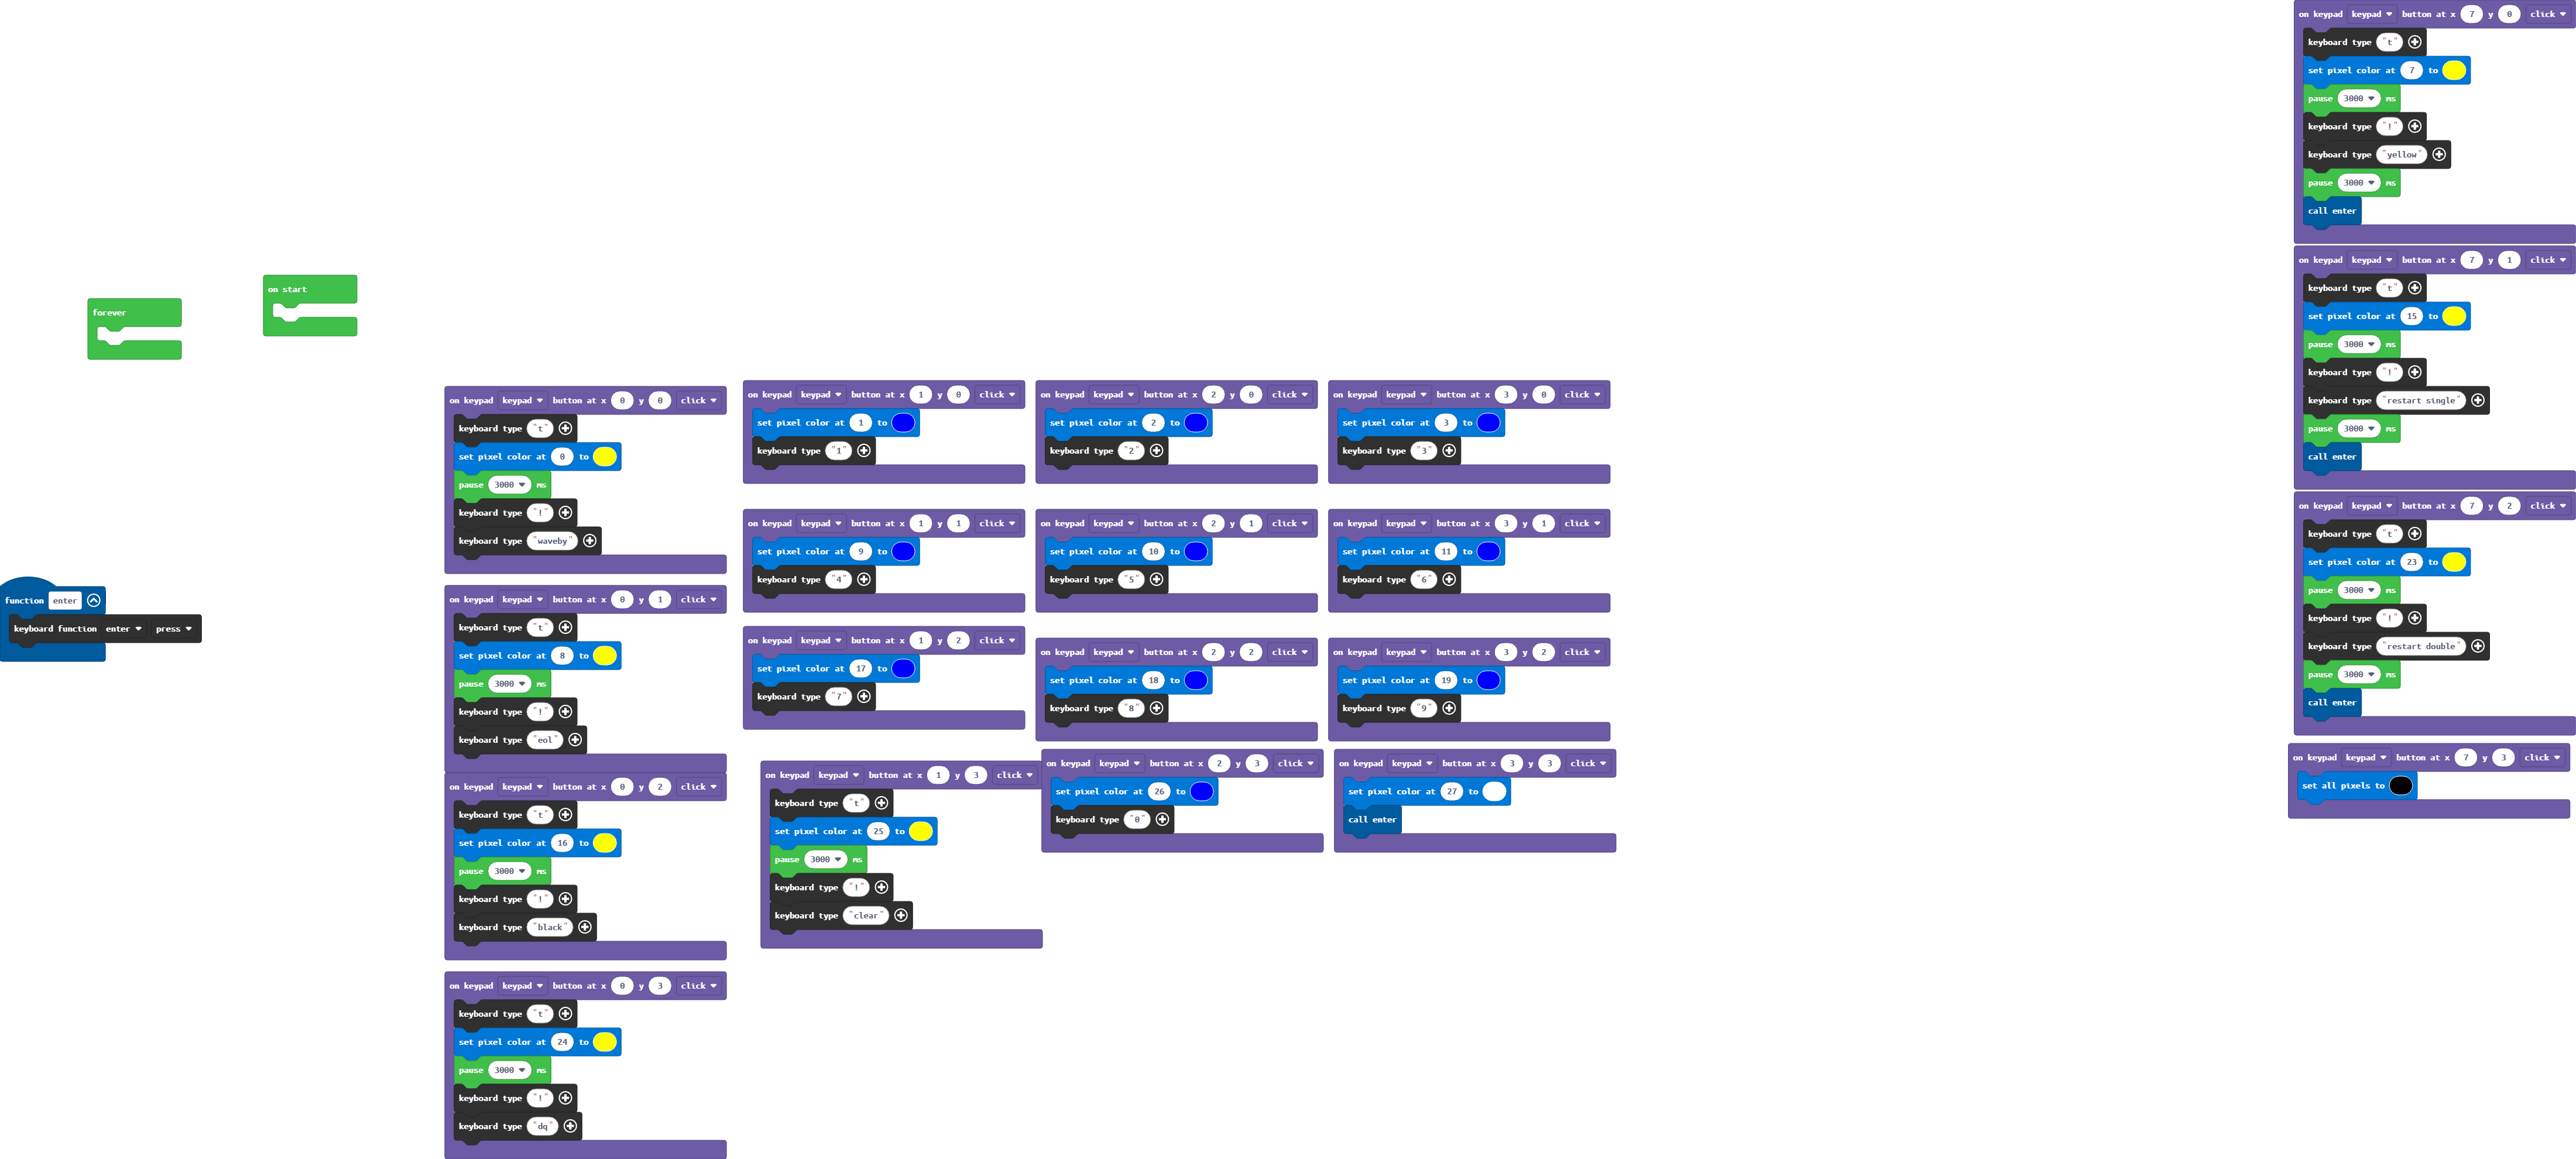 forever
on start
function enter
keyboard function enter press
on keypad keypad button at x 0 y 0 click
keyboard type "t"
set pixel color at 0 to
pause 3000 ms
keyboard type "!"
keyboard type "waveby"
on keypad keypad button at x 0 y 1 click
keyboard type "t"
set pixel color at 8 to
pause 3000 ms
keyboard type "!"
keyboard type "eol"
on keypad keypad button at x 0 y 2 click
keyboard type "t"
set pixel color at 16 to
pause 3000 ms
keyboard type "!"
keyboard type "black"
on keypad keypad button at x 0 y 3 click
keyboard type "t"
set pixel color at 24 to
pause 3000 ms
keyboard type "!"
keyboard type "dq"
on keypad keypad button at x 1 y 0 click
set pixel color at 1 to
keyboard type "1"
on keypad keypad button at x 1 y 1 click
set pixel color at 9 to
keyboard type "4"
on keypad keypad button at x 1 y 2 click
set pixel color at 17 to
keyboard type "7"
on keypad keypad button at x 1 y 3 click
keyboard type "t"
set pixel color at 25 to
pause 3000 ms
keyboard type "!"
keyboard type "clear"
on keypad keypad button at x 2 y 0 click
set pixel color at 2 to
keyboard type "2"
on keypad keypad button at x 2 y 1 click
set pixel color at 10 to
keyboard type "5"
on keypad keypad button at x 2 y 2 click
set pixel color at 18 to
keyboard type "8"
on keypad keypad button at x 2 y 3 click
set pixel color at 26 to
keyboard type "0"
on keypad keypad button at x 3 y 0 click
set pixel color at 3 to
keyboard type "3"
on keypad keypad button at x 3 y 1 click
set pixel color at 11 to
keyboard type "6"
on keypad keypad button at x 3 y 2 click
set pixel color at 19 to
keyboard type "9"
on keypad keypad button at x 3 y 3 click
set pixel color at 27 to
call enter
on keypad keypad button at x 7 y 0 click
keyboard type "t"
set pixel color at 7 to
pause 3000 ms
keyboard type "!"
keyboard type "yellow"
pause 3000 ms
call enter
on keypad keypad button at x 7 y 1 click
keyboard type "t"
set pixel color at 15 to
pause 3000 ms
keyboard type "!"
keyboard type "restart single"
pause 3000 ms
call enter
on keypad keypad button at x 7 y 2 click
keyboard type "t"
set pixel color at 23 to
pause 3000 ms
keyboard type "!"
keyboard type "restart double"
pause 3000 ms
call enter
on keypad keypad button at x 7 y 3 click
set all pixels to